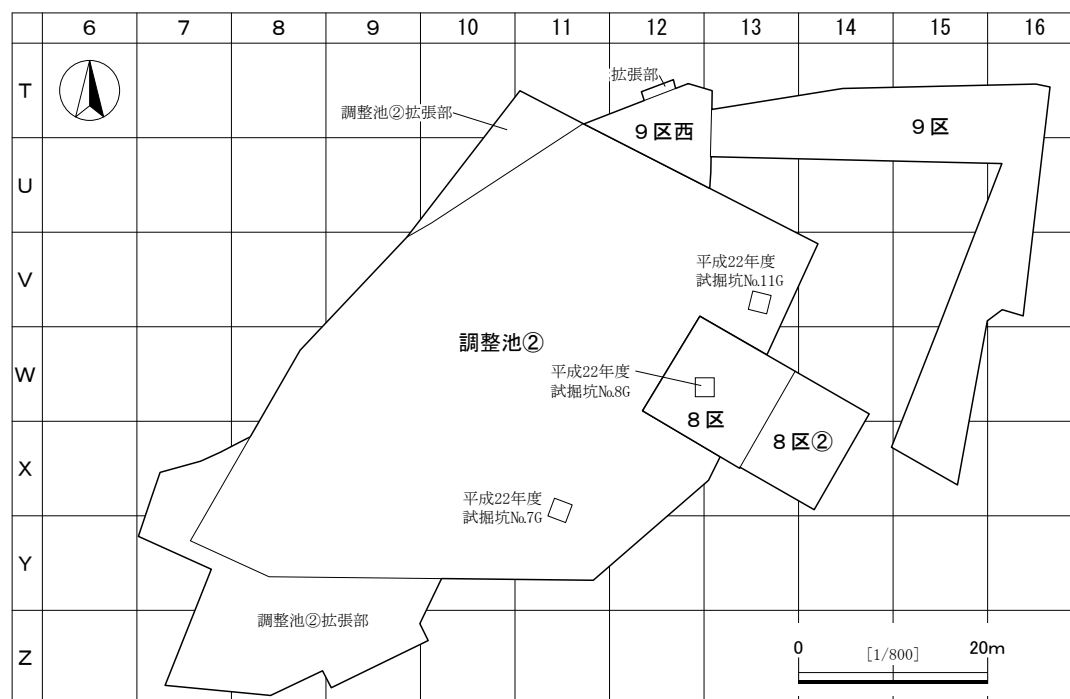 6 7 8 9 10 11 12 13 14 15 16
T
拡張部
調整池②拡張部
9区西
9区
U
V
平成22年度
試掘坑No.11G
調整池②
W
平成22年度
試掘坑No.8G
8区
8区②
X
平成22年度
試掘坑No.7G
Y
調整池②拡張部
Z
0 [1/800] 20m